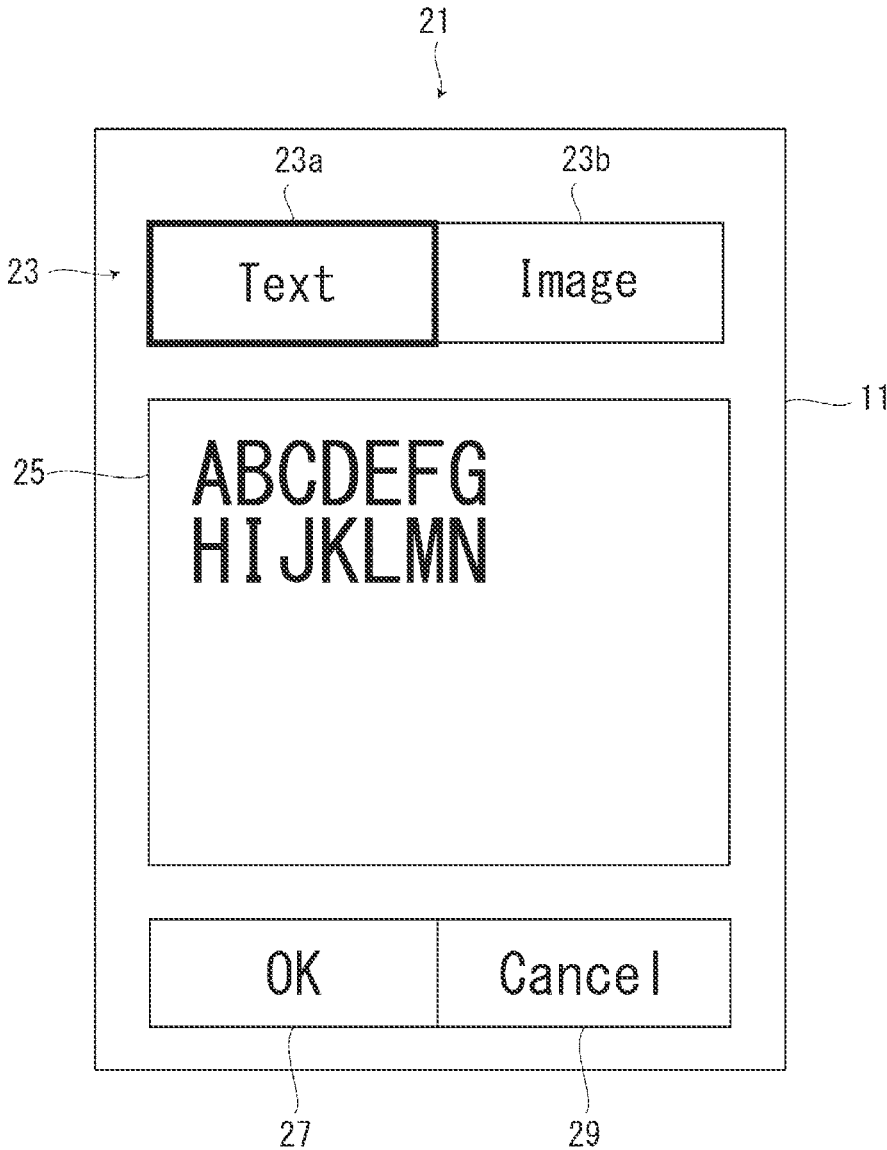 21
23a 23b
23 Text Image
11
25 ABCDEFG
HIJKLMN
OK Cancel
27 29